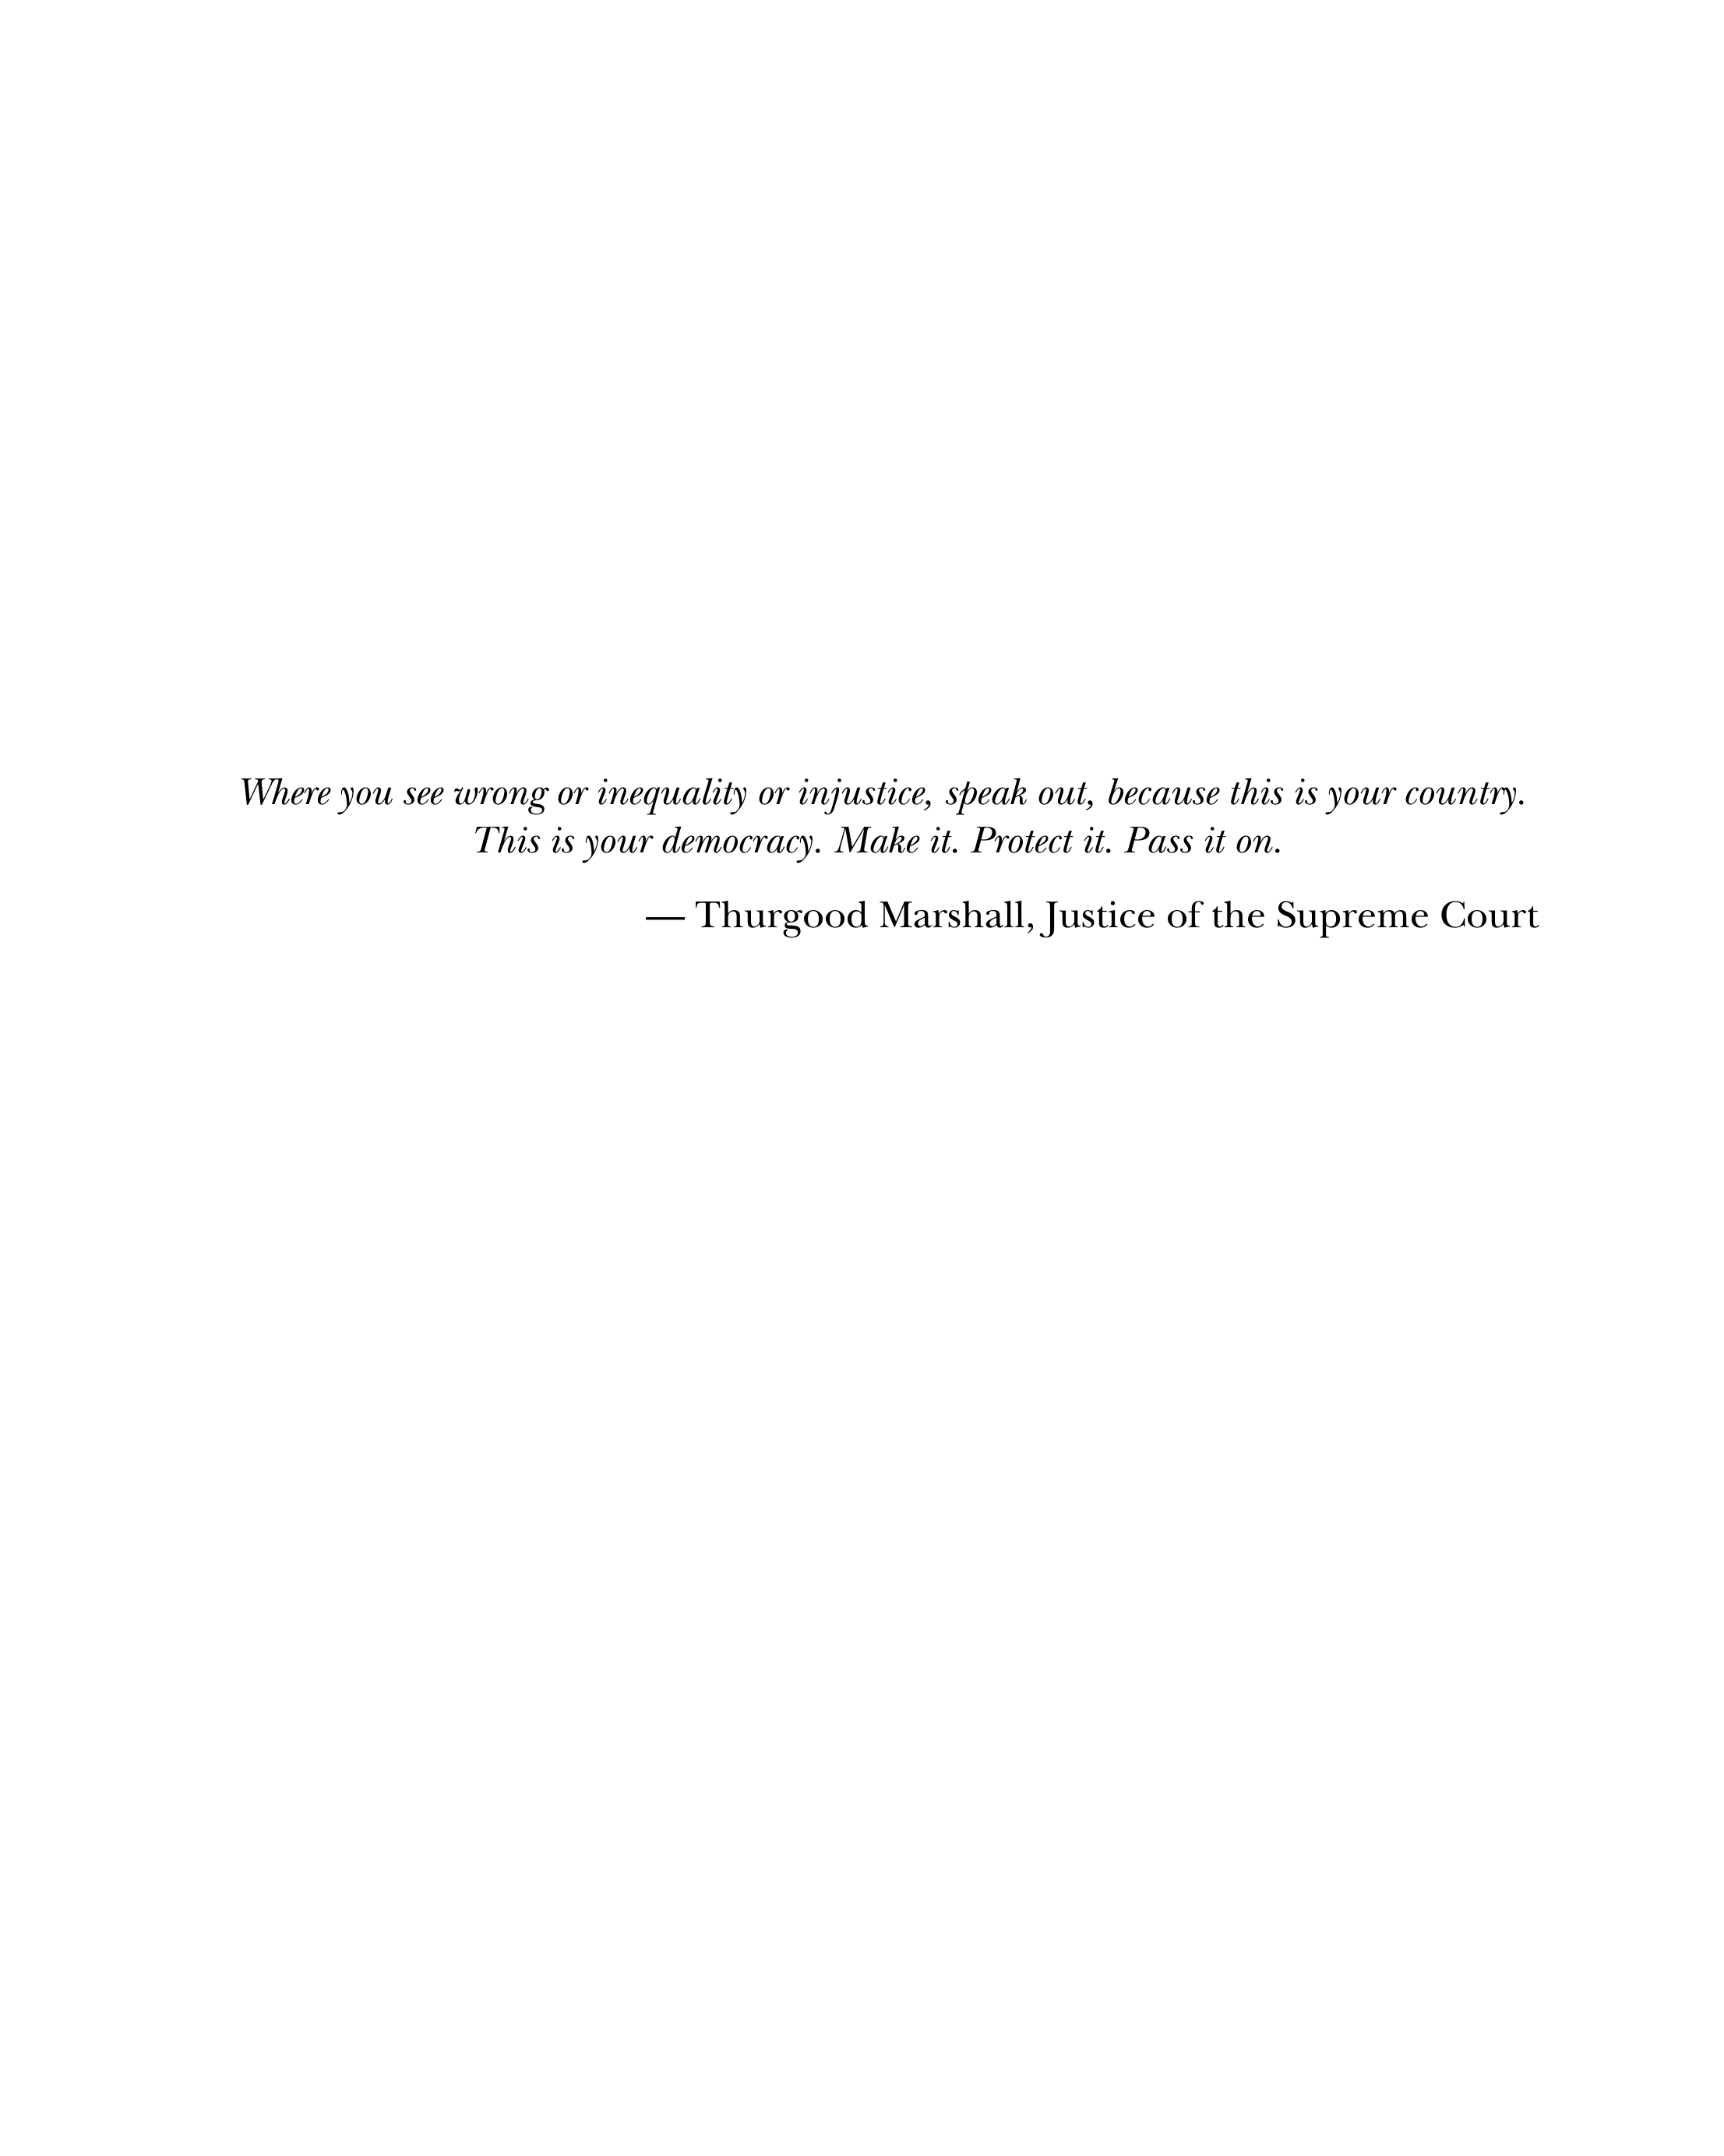 Where you see wrong or inequality or injustice, speak out, because this is your country.
This is your democracy. Make it. Protect it. Pass it on.
— Thurgood Marshall, Justice of the Supreme Court